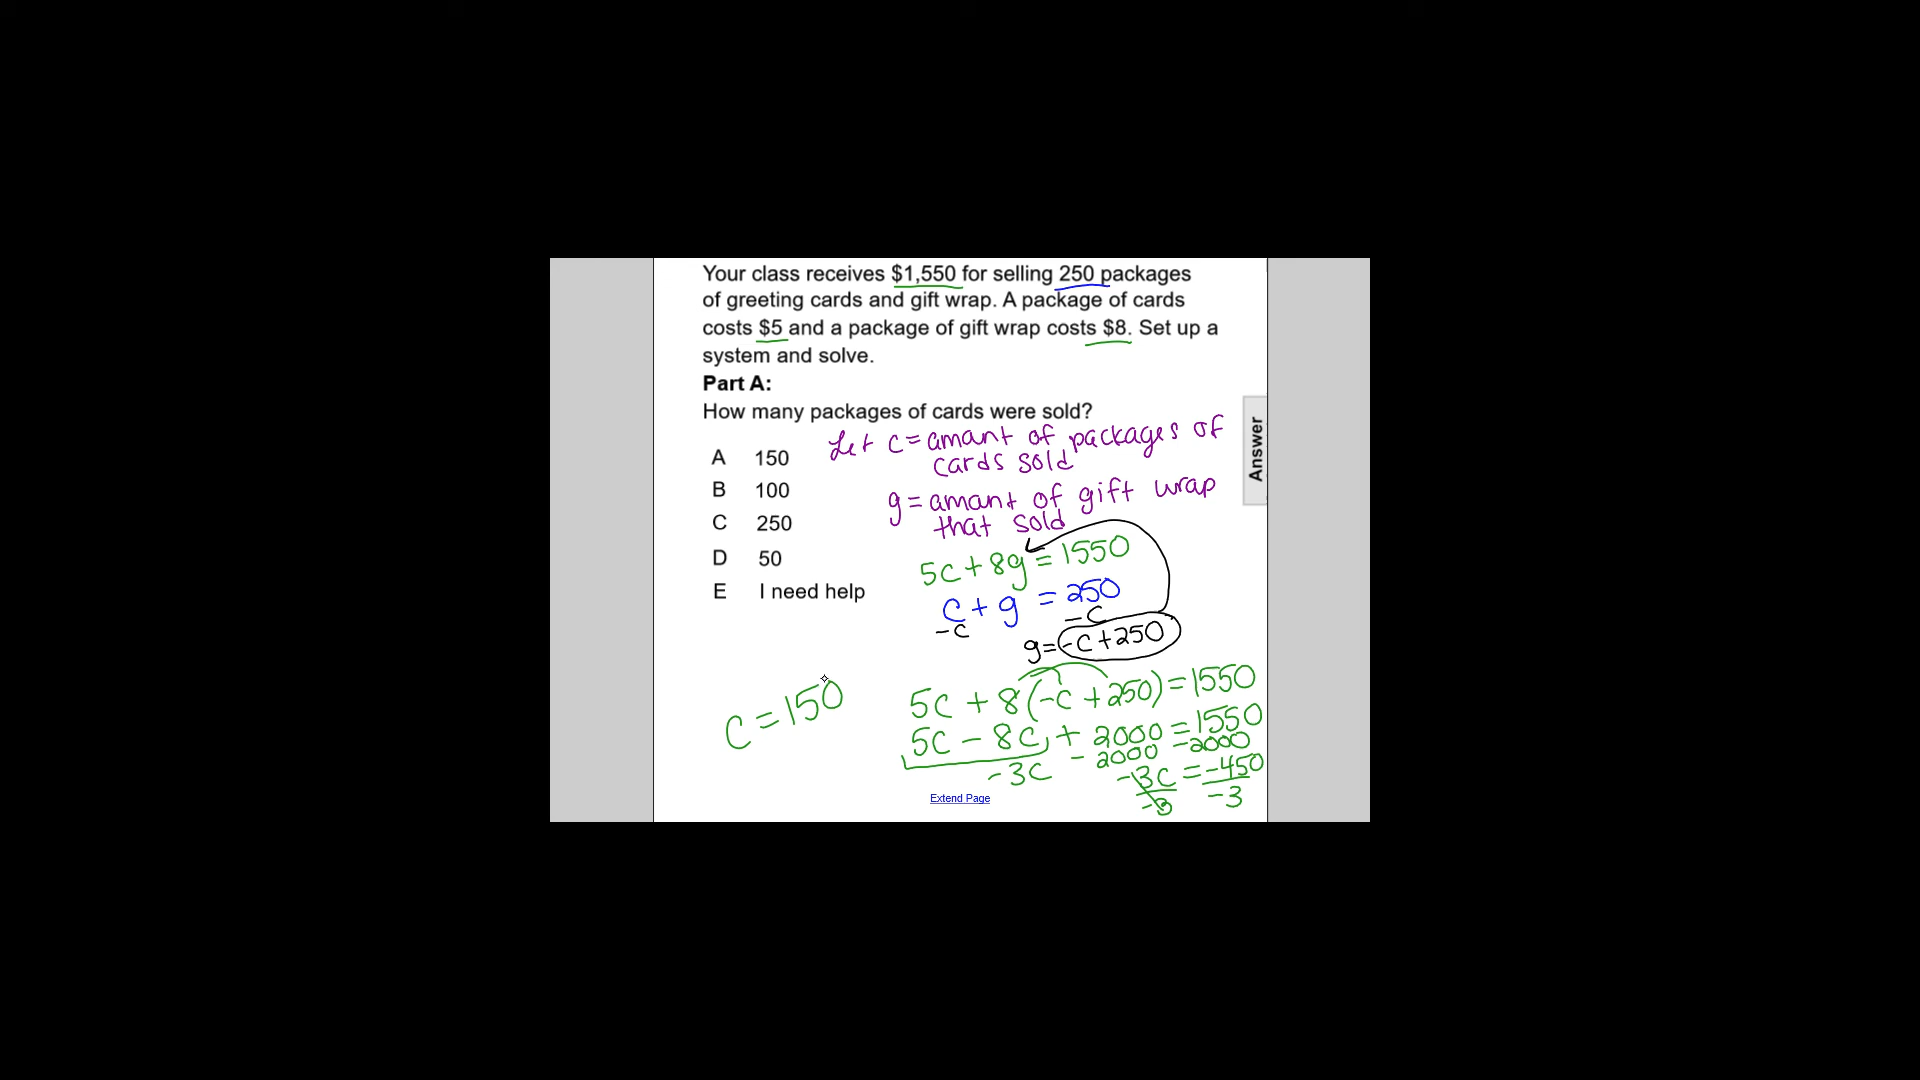 Your class receives $1,550 for selling 250 packages
of greeting cards and gift wrap. A package of cards
costs $5 and a package of gift wrap costs $8. Set up a
system and solve.
Part A:
How many packages of cards were sold?
A 150
B 100
C 250
D 50
E I need help
Let c = amant of packages of
cards sold
g = amant of gift wrap
that sold
5c + 8g = 1550
c + g = 250
-c -c
g = -c + 250
5c + 8(-c + 250) = 1550
5c - 8c + 2000 = 1550
- 2000 -2000
-3c
-3c = -450
-3 -3
c = 150
Answer
Extend Page